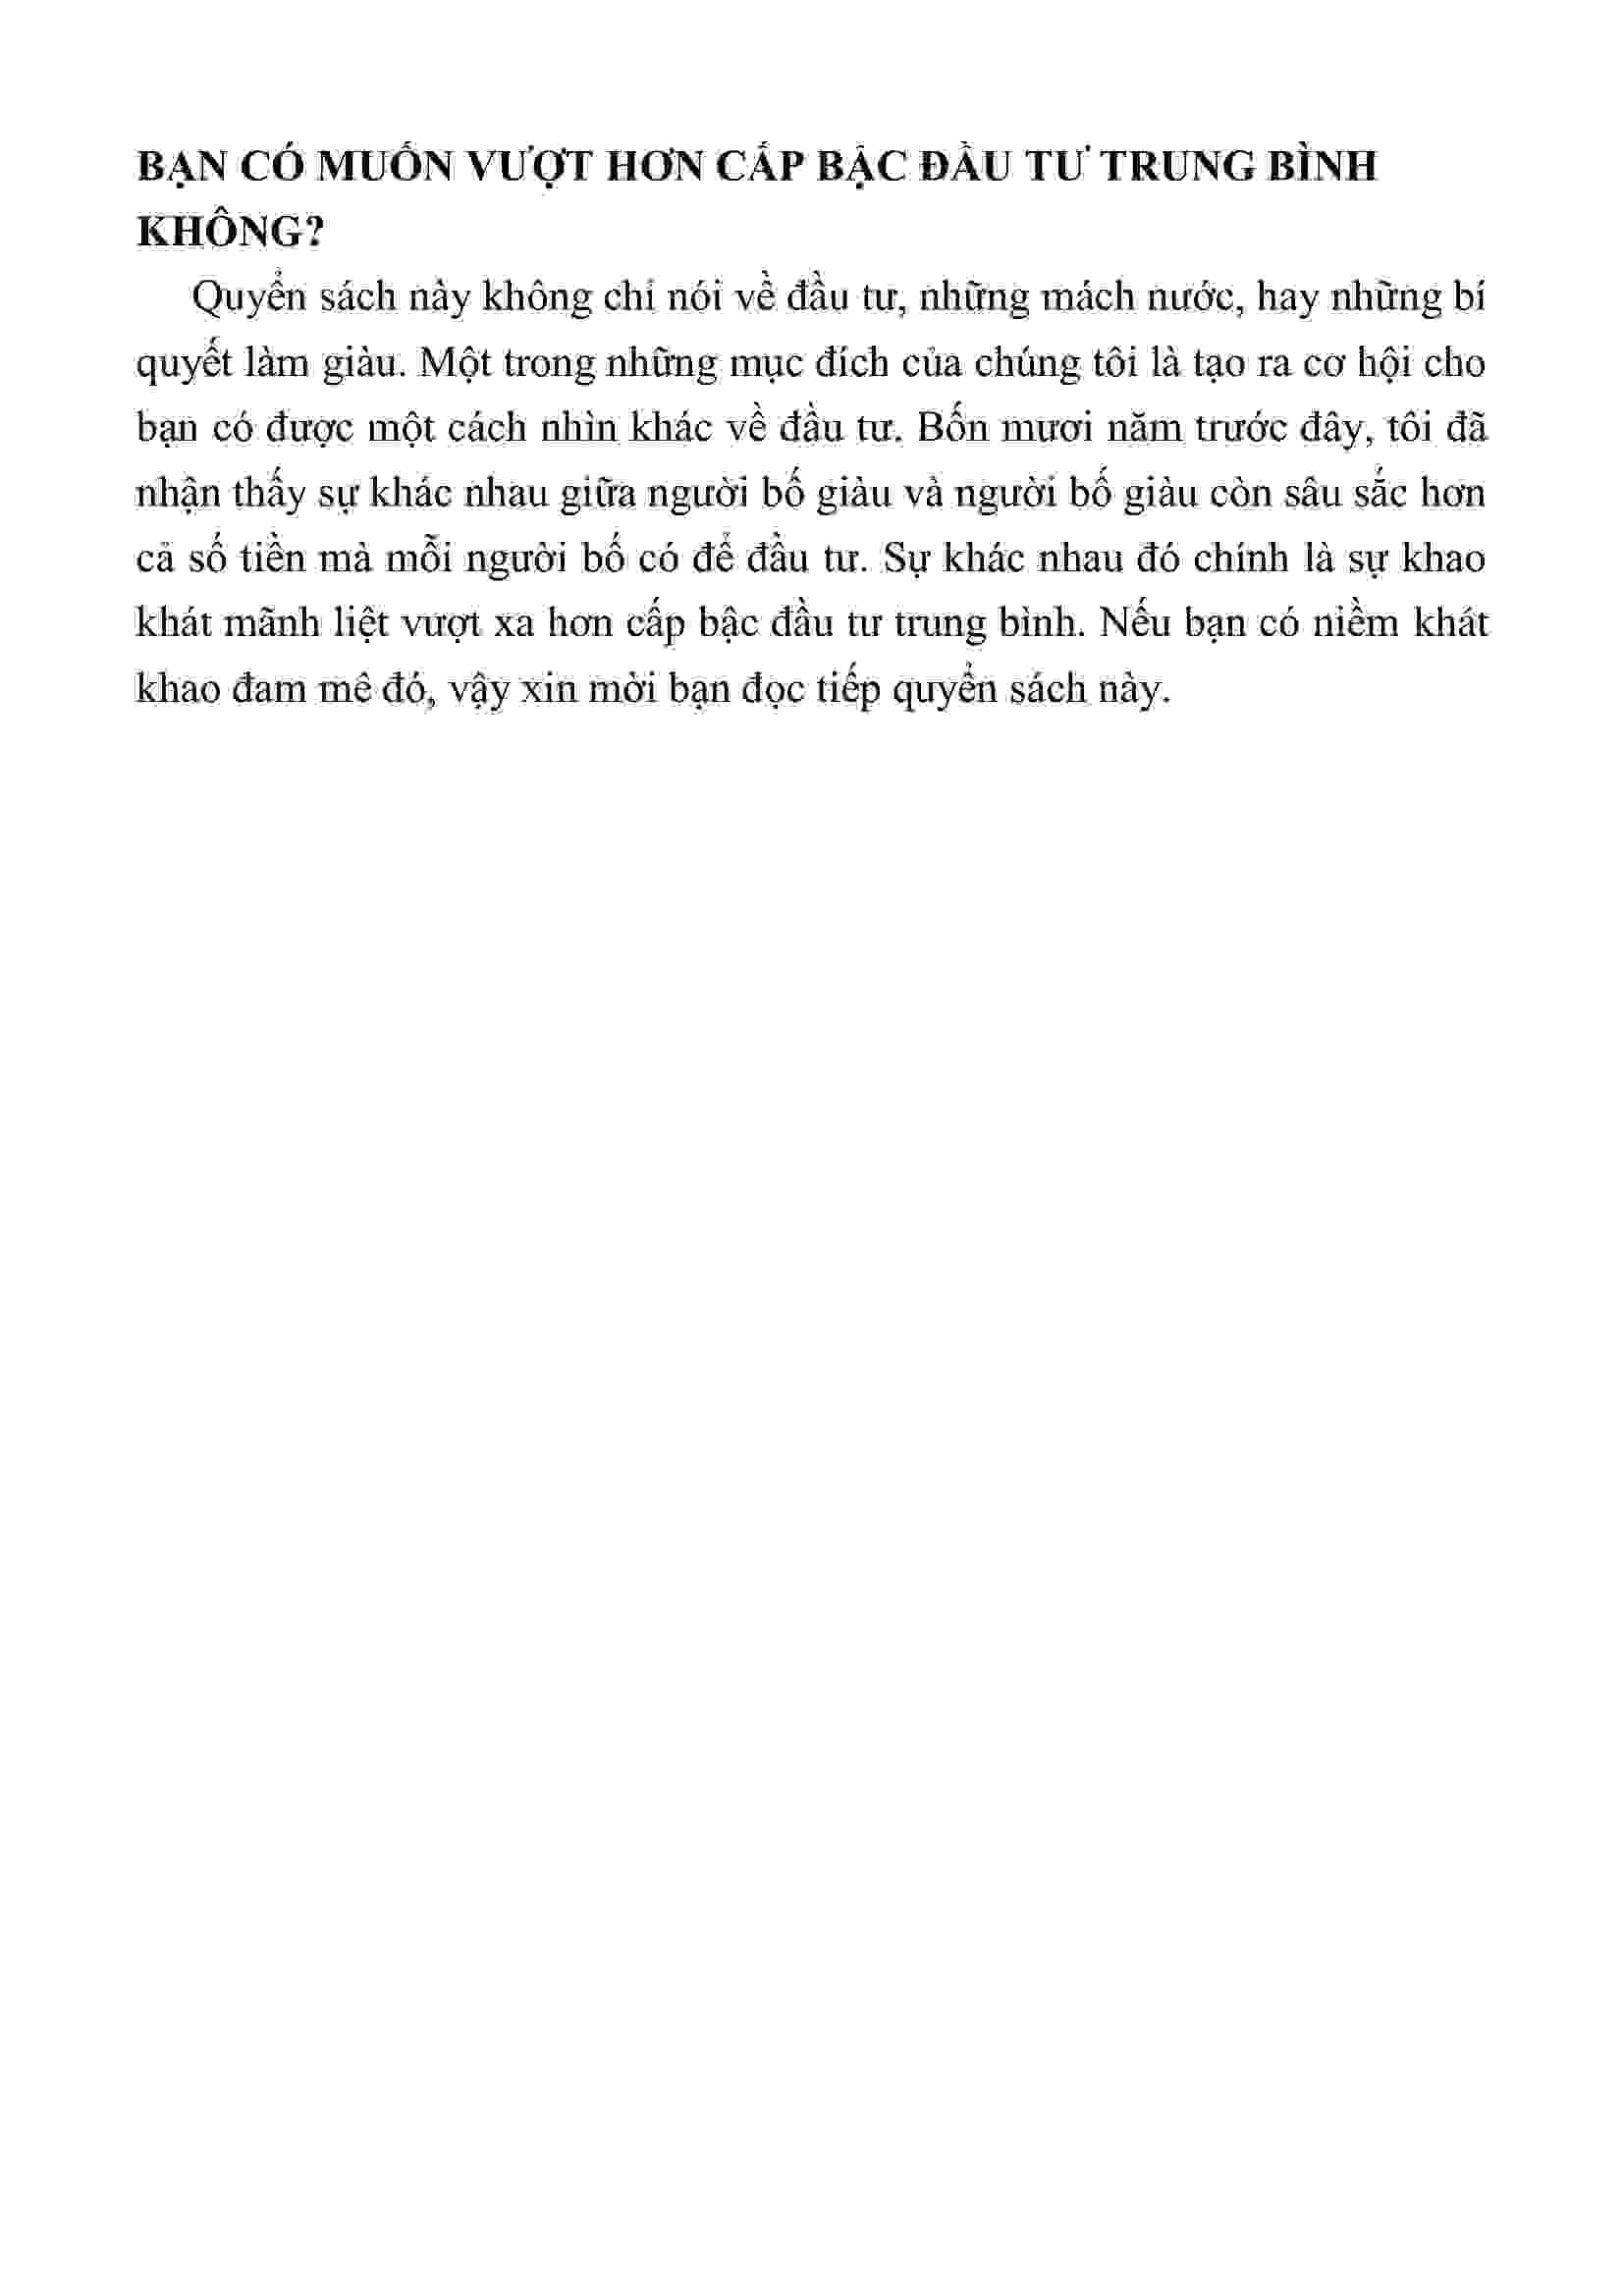 BẠN CÓ MUỐN VƯỢT HƠN CẤP BẬC ĐẦU TƯ TRUNG BÌNH
KHÔNG?
Quyển sách này không chỉ nói về đầu tư, những mách nước, hay những bí
quyết làm giàu. Một trong những mục đích của chúng tôi là tạo ra cơ hội cho
bạn có được một cách nhìn khác về đầu tư. Bốn mươi năm trước đây, tôi đã
nhận thấy sự khác nhau giữa người bố giàu và người bố giàu còn sâu sắc hơn
cả số tiền mà mỗi người bố có để đầu tư. Sự khác nhau đó chính là sự khao
khát mãnh liệt vượt xa hơn cấp bậc đầu tư trung bình. Nếu bạn có niềm khát
khao đam mê đó, vậy xin mời bạn đọc tiếp quyển sách này.